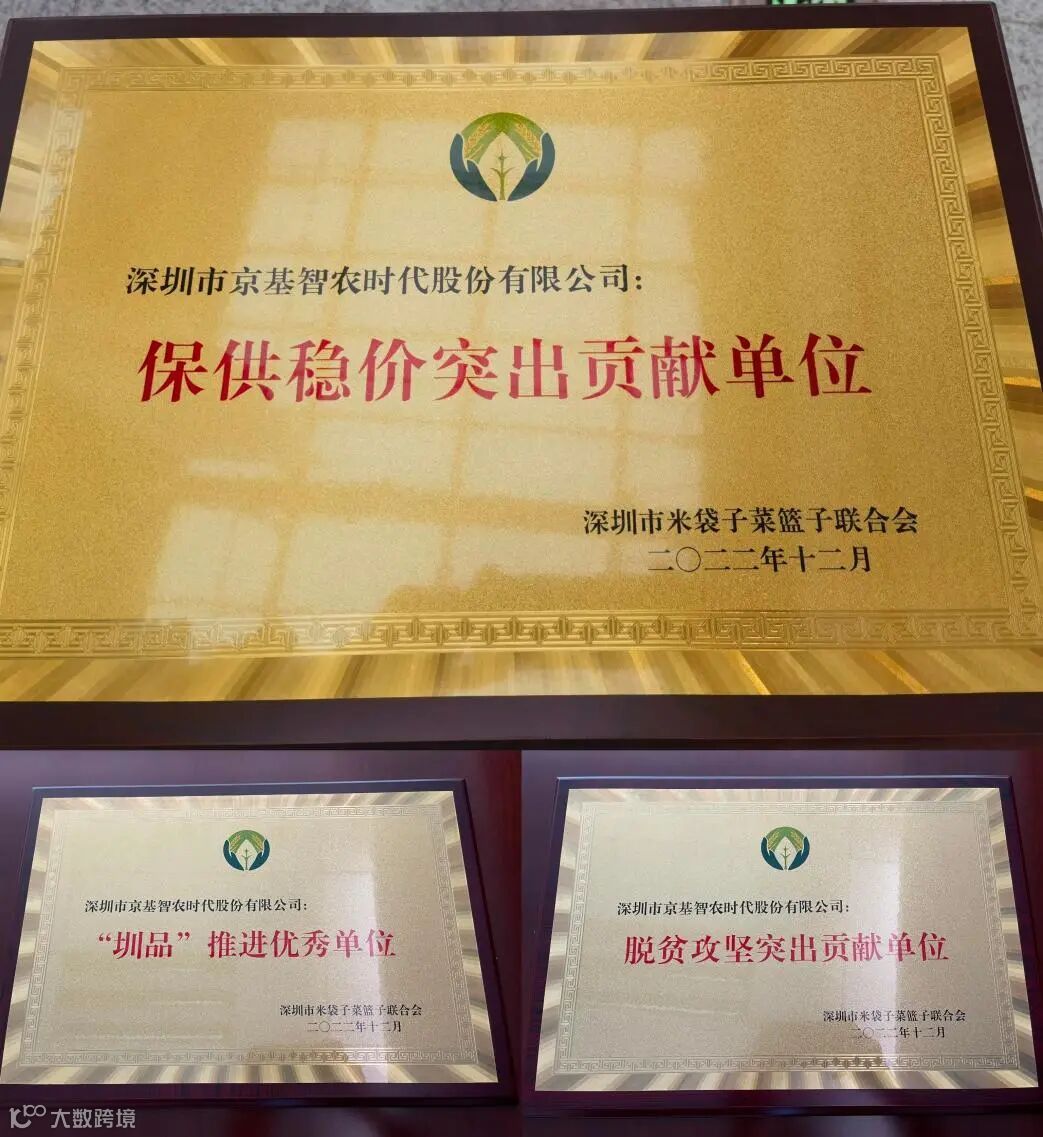 深圳市京基智农时代股份有限公司：
保供稳价突出贡献单位
深圳市米袋子菜篮子联合会
二〇二二年十二月
深圳市京基智农时代股份有限公司：
“圳品”推进优秀单位
深圳市米袋子菜篮子联合会
二〇二二年十二月
深圳市京基智农时代股份有限公司：
脱贫攻坚突出贡献单位
深圳市米袋子菜篮子联合会
二〇二二年十二月
大数跨境